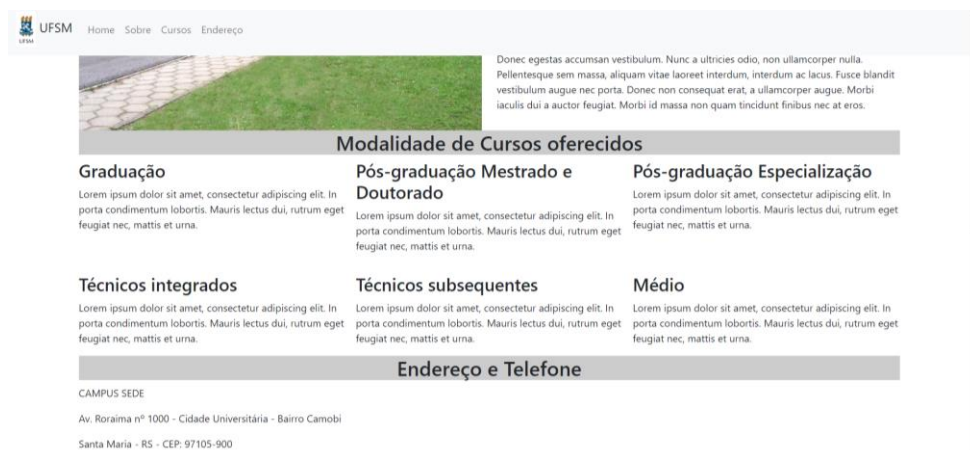 UFSM
UFSM Home Sobre Cursos Endereço
Donec egestas accumsan vestibulum. Nunc a ultricies odio, non ullamcorper nulla.
Pellentesque sem massa, aliquam vitae laoreet interdum, interdum ac lacus. Fusce blandit
vestibulum augue nec porta. Donec non consequat erat, a ullamcorper augue. Morbi
iaculis dui a auctor feugiat. Morbi id massa non quam tincidunt finibus nec at eros.
Modalidade de Cursos oferecidos
Graduação
Lorem ipsum dolor sit amet, consectetur adipiscing elit. In
porta condimentum lobortis. Mauris lectus dui, rutrum eget
feugiat nec, mattis et urna.
Pós-graduação Mestrado e
Doutorado
Lorem ipsum dolor sit amet, consectetur adipiscing elit. In
porta condimentum lobortis. Mauris lectus dui, rutrum eget
feugiat nec, mattis et urna.
Pós-graduação Especialização
Lorem ipsum dolor sit amet, consectetur adipiscing elit. In
porta condimentum lobortis. Mauris lectus dui, rutrum eget
feugiat nec, mattis et urna.
Técnicos integrados
Lorem ipsum dolor sit amet, consectetur adipiscing elit. In
porta condimentum lobortis. Mauris lectus dui, rutrum eget
feugiat nec, mattis et urna.
Técnicos subsequentes
Lorem ipsum dolor sit amet, consectetur adipiscing elit. In
porta condimentum lobortis. Mauris lectus dui, rutrum eget
feugiat nec, mattis et urna.
Médio
Lorem ipsum dolor sit amet, consectetur adipiscing elit. In
porta condimentum lobortis. Mauris lectus dui, rutrum eget
feugiat nec, mattis et urna.
Endereço e Telefone
CAMPUS SEDE
Av. Roraima nº 1000 - Cidade Universitária - Bairro Camobi
Santa Maria - RS - CEP: 97105-900